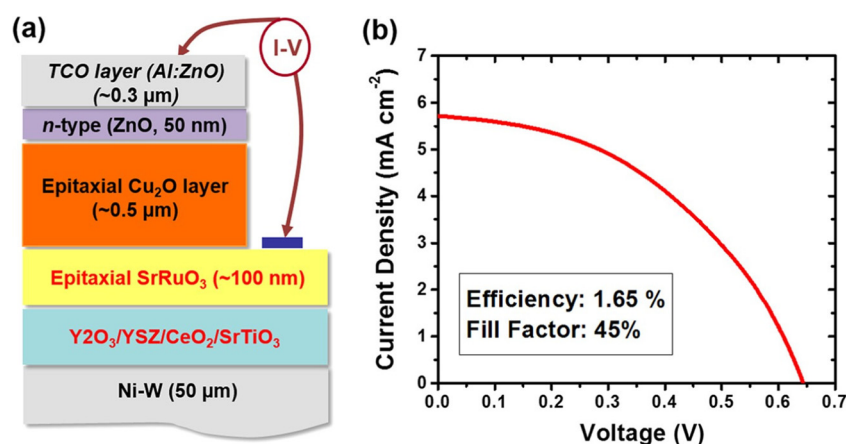 (a)
I-V
TCO layer (Al:ZnO)
(~0.3 µm)
n-type (ZnO, 50 nm)
Epitaxial Cu₂O layer
(~0.5 µm)
Epitaxial SrRuO₃ (~100 nm)
Y2O₃/YSZ/CeO₂/SrTiO₃
Ni-W (50 µm)
(b)
Current Density (mA cm⁻²)
7
6
5
4
3
2
1
0
Efficiency: 1.65 %
Fill Factor: 45%
0.0 0.1 0.2 0.3 0.4 0.5 0.6 0.7
Voltage (V)